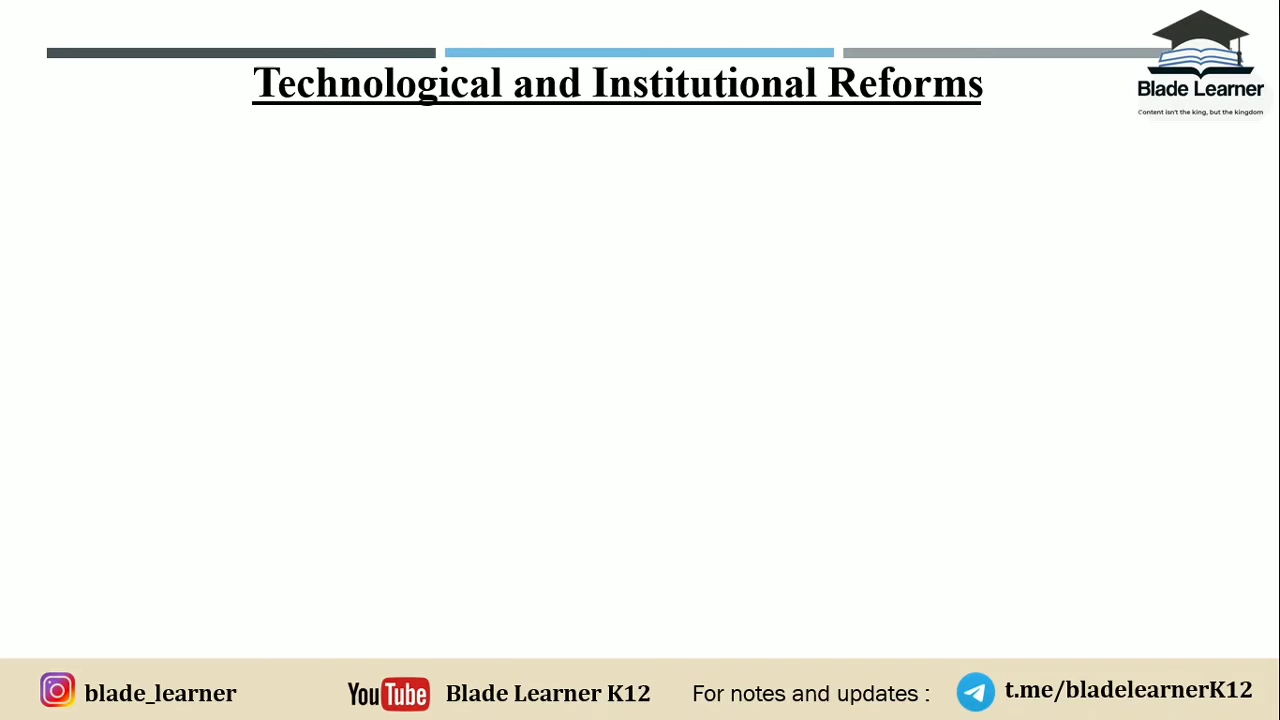 Technological and Institutional Reforms
Blade Learner
Content isn't the king, but the kingdom
blade_learner
YouTube
Blade Learner K12
For notes and updates :
t.me/bladelearnerK12